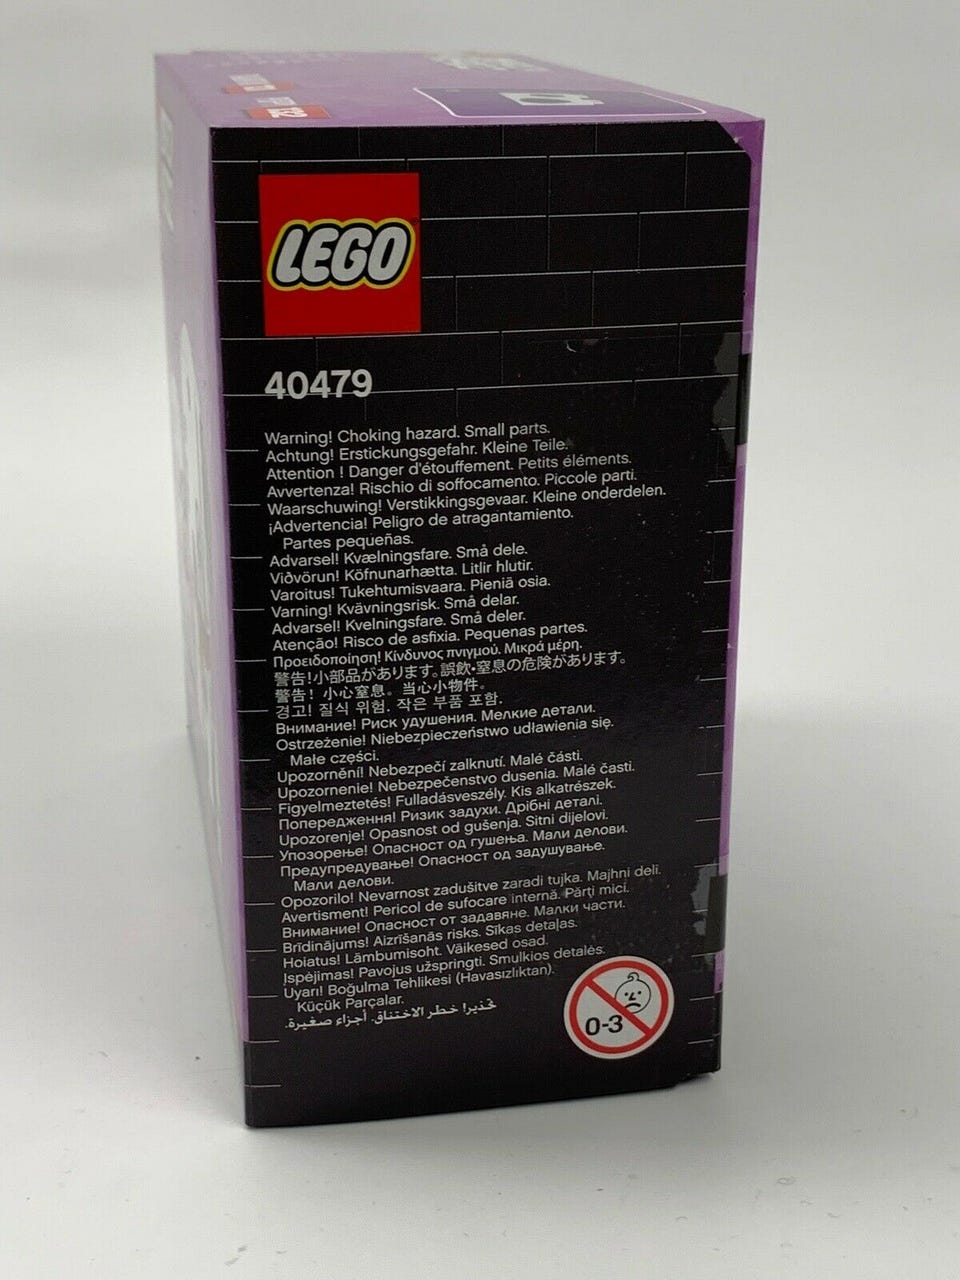 LEGO
40479
Warning! Choking hazard. Small parts.
Achtung! Erstickungsgefahr. Kleine Teile.
Attention ! Danger d'étouffement. Petits éléments.
Avvertenza! Rischio di soffocamento. Piccole parti.
Waarschuwing! Verstikkingsgevaar. Kleine onderdelen.
¡Advertencia! Peligro de atragantamiento.
Partes pequeñas.
Advarsel! Kvælningsfare. Små dele.
Viðvörun! Köfnunarhætta. Litlir hlutir.
Varoitus! Tukehtumisvaara. Pieniä osia.
Varning! Kvävningsrisk. Små delar.
Advarsel! Kvelningsfare. Små deler.
Atenção! Risco de asfixia. Pequenas partes.
Προειδοποίηση! Κίνδυνος πνιγμού. Μικρά μέρη.
警告!小部品があります。誤飲・窒息の危険があります。
警告！小心窒息。当心小物件。
경고! 질식 위험. 작은 부품 포함.
Внимание! Риск удушения. Мелкие детали.
Ostrzeżenie! Niebezpieczeństwo udławienia się.
Małe części.
Upozornění! Nebezpečí zalknutí. Malé části.
Upozornenie! Nebezpečenstvo dusenia. Malé časti.
Figyelmeztetés! Fulladásveszély. Kis alkatrészek.
Попередження! Ризик задухи. Дрібні деталі.
Upozorenje! Opasnost od gušenja. Sitni dijelovi.
Упозорење! Опасност од гушења. Мали делови.
Предупредување! Опасност од задушување.
Мали делови.
Opozorilo! Nevarnost zadušitve zaradi tujka. Majhni deli.
Avertisment! Pericol de sufocare internă. Părți mici.
Внимание! Опасност от задавяне. Малки части.
Brīdinājums! Aizrīšanās risks. Sīkas detaļas.
Hoiatus! Lämbumisoht. Väikesed osad.
Įspėjimas! Pavojus užspringti. Smulkios detalės.
Uyarı! Boğulma Tehlikesi (Havasızlıktan).
Küçük Parçalar.
تحذير! خطر الاختناق. أجزاء صغيرة.
0-3